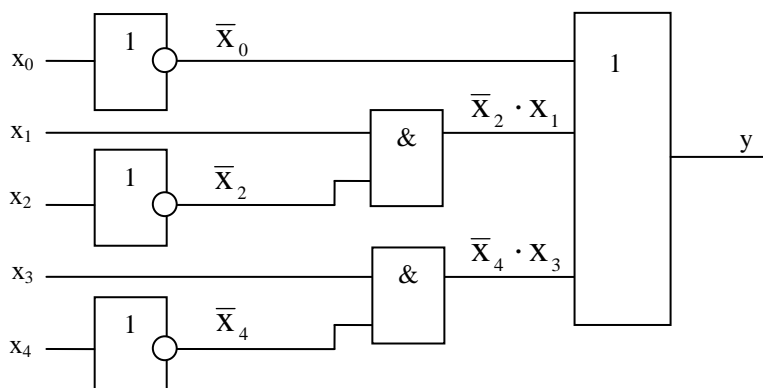 1
x̅₀
x₀
1
x̅₂ · x₁
x₁
&
y
1
x̅₂
x₂
x̅₄ · x₃
x₃
&
1
x̅₄
x₄